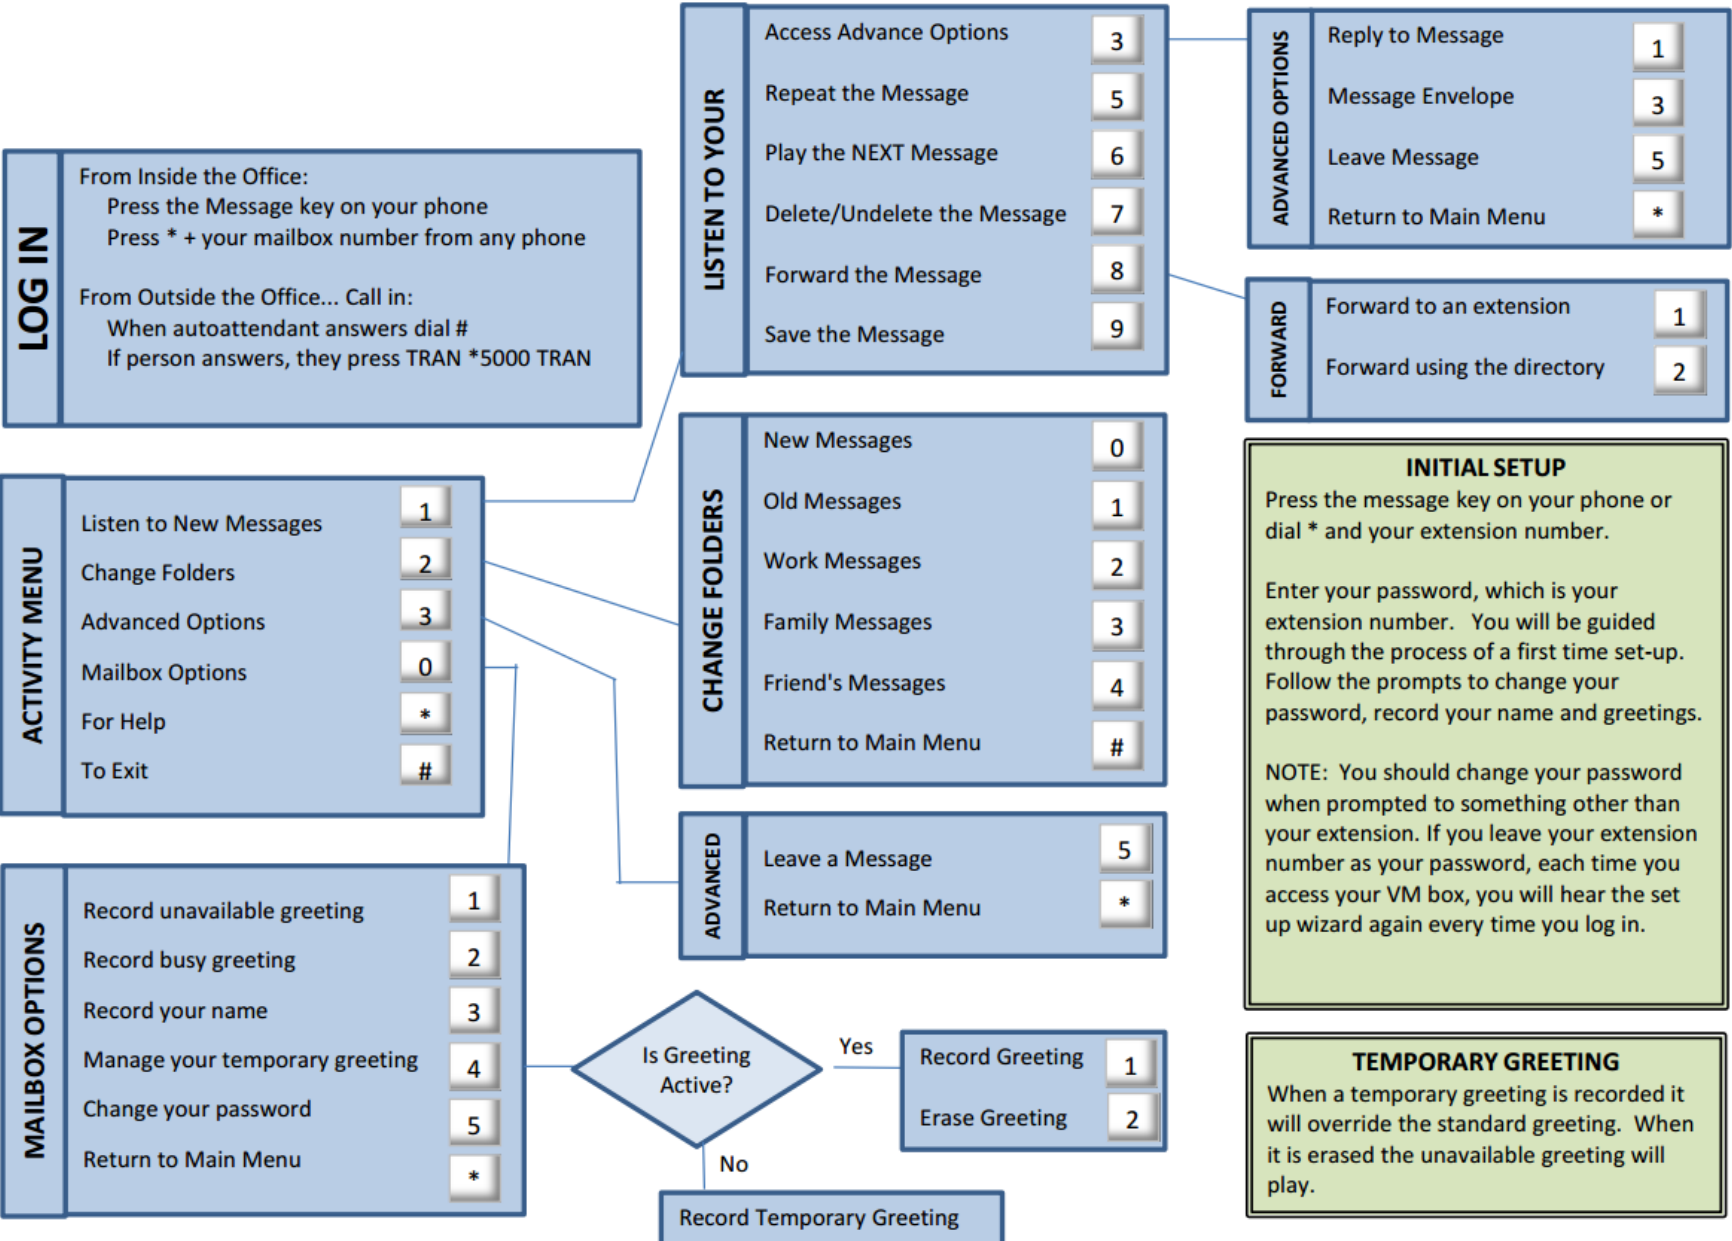 LOG IN
From Inside the Office:
Press the Message key on your phone
Press * + your mailbox number from any phone
From Outside the Office... Call in:
When autoattendant answers dial #
If person answers, they press TRAN *5000 TRAN
ACTIVITY MENU
Listen to New Messages 1
Change Folders 2
Advanced Options 3
Mailbox Options 0
For Help *
To Exit #
MAILBOX OPTIONS
Record unavailable greeting 1
Record busy greeting 2
Record your name 3
Manage your temporary greeting 4
Change your password 5
Return to Main Menu *
LISTEN TO YOUR
Access Advance Options 3
Repeat the Message 5
Play the NEXT Message 6
Delete/Undelete the Message 7
Forward the Message 8
Save the Message 9
CHANGE FOLDERS
New Messages 0
Old Messages 1
Work Messages 2
Family Messages 3
Friend's Messages 4
Return to Main Menu #
ADVANCED
Leave a Message 5
Return to Main Menu *
Is Greeting
Active?
Yes
Record Greeting 1
Erase Greeting 2
No
Record Temporary Greeting
ADVANCED OPTIONS
Reply to Message 1
Message Envelope 3
Leave Message 5
Return to Main Menu *
FORWARD
Forward to an extension 1
Forward using the directory 2
INITIAL SETUP
Press the message key on your phone or
dial * and your extension number.
Enter your password, which is your
extension number.   You will be guided
through the process of a first time set-up.
Follow the prompts to change your
password, record your name and greetings.
NOTE:  You should change your password
when prompted to something other than
your extension. If you leave your extension
number as your password, each time you
access your VM box, you will hear the set
up wizard again every time you log in.
TEMPORARY GREETING
When a temporary greeting is recorded it
will override the standard greeting.  When
it is erased the unavailable greeting will
play.